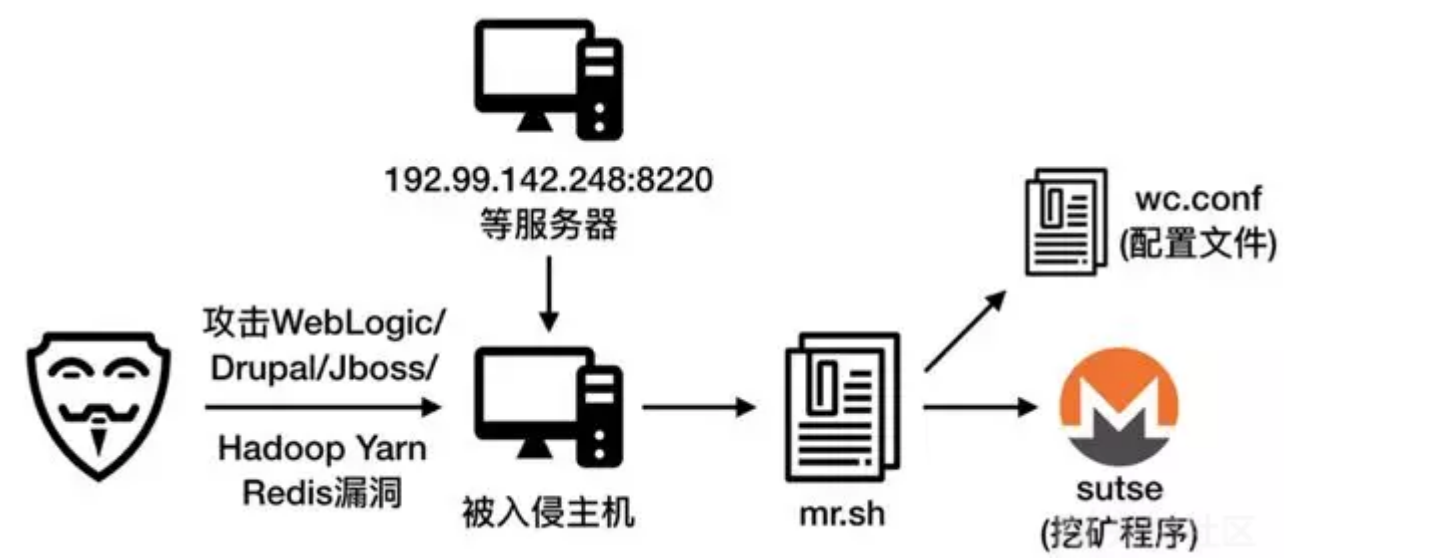 192.99.142.248:8220
等服务器
攻击WebLogic/
Drupal/Jboss/
Hadoop Yarn
Redis漏洞
被入侵主机
mr.sh
wc.conf
(配置文件)
sutse
(挖矿程序)
社区